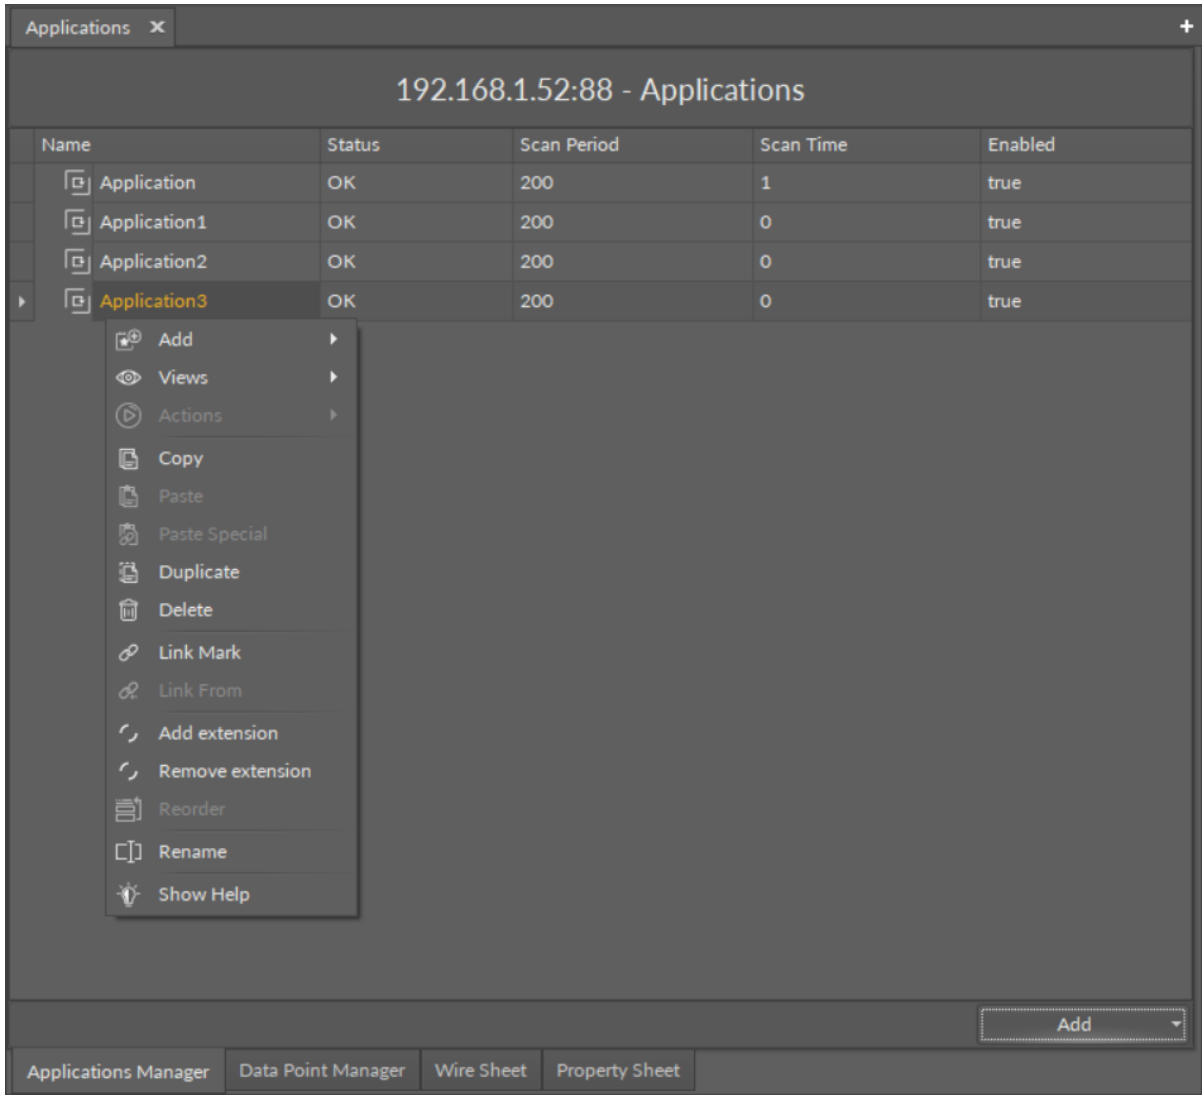 Applications
192.168.1.52:88 - Applications
Name Status Scan Period Scan Time Enabled
Application OK 200 1 true
Application1 OK 200 0 true
Application2 OK 200 0 true
Application3 OK 200 0 true
Add
Views
Actions
Copy
Paste
Paste Special
Duplicate
Delete
Link Mark
Link From
Add extension
Remove extension
Reorder
Rename
Show Help
Add
Applications Manager Data Point Manager Wire Sheet Property Sheet